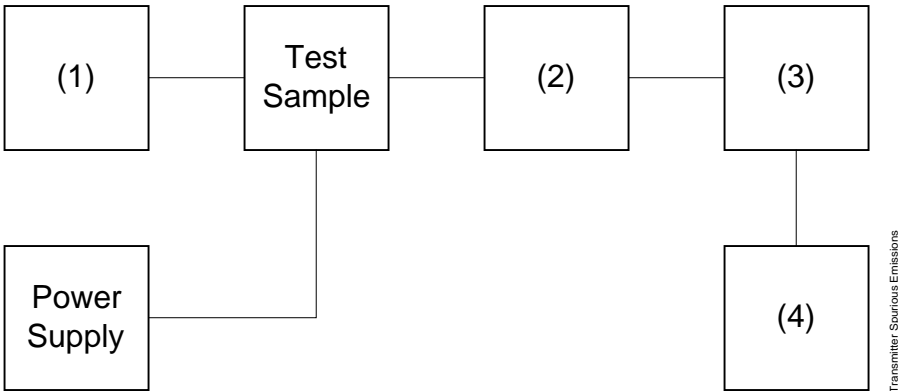 (1)
Test
Sample
(2)
(3)
Power
Supply
(4)
Transmitter Spurious Emissions